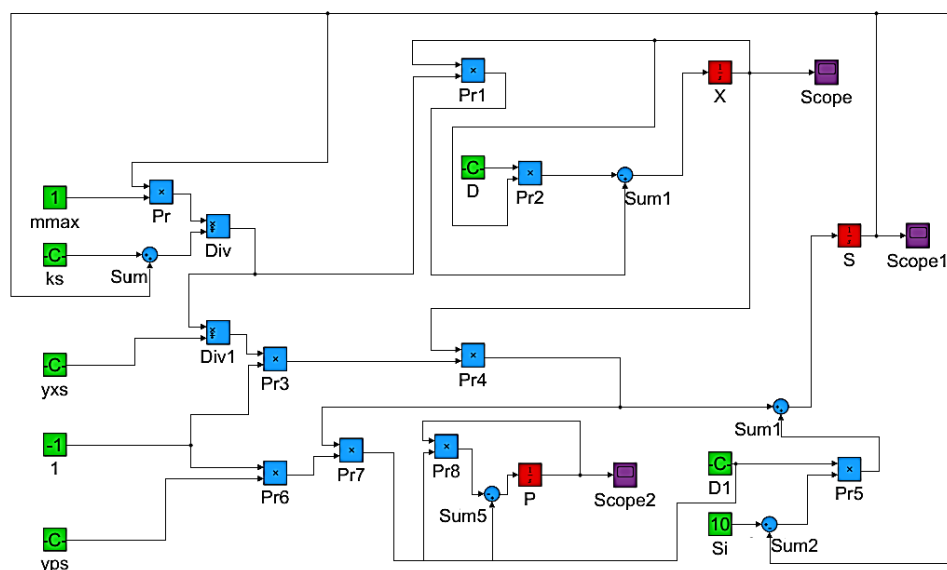 Pr1
X
Scope
-C-
D
Pr2
Sum1
1
mmax
Pr
Div
-C-
ks
Sum
S
Scope1
-C-
yxs
Div1
Pr3
Pr4
-1
1
Pr6
Pr7
Pr8
Sum5
P
Scope2
Sum1
-C-
D1
Pr5
10
Si
Sum2
-C-
yps